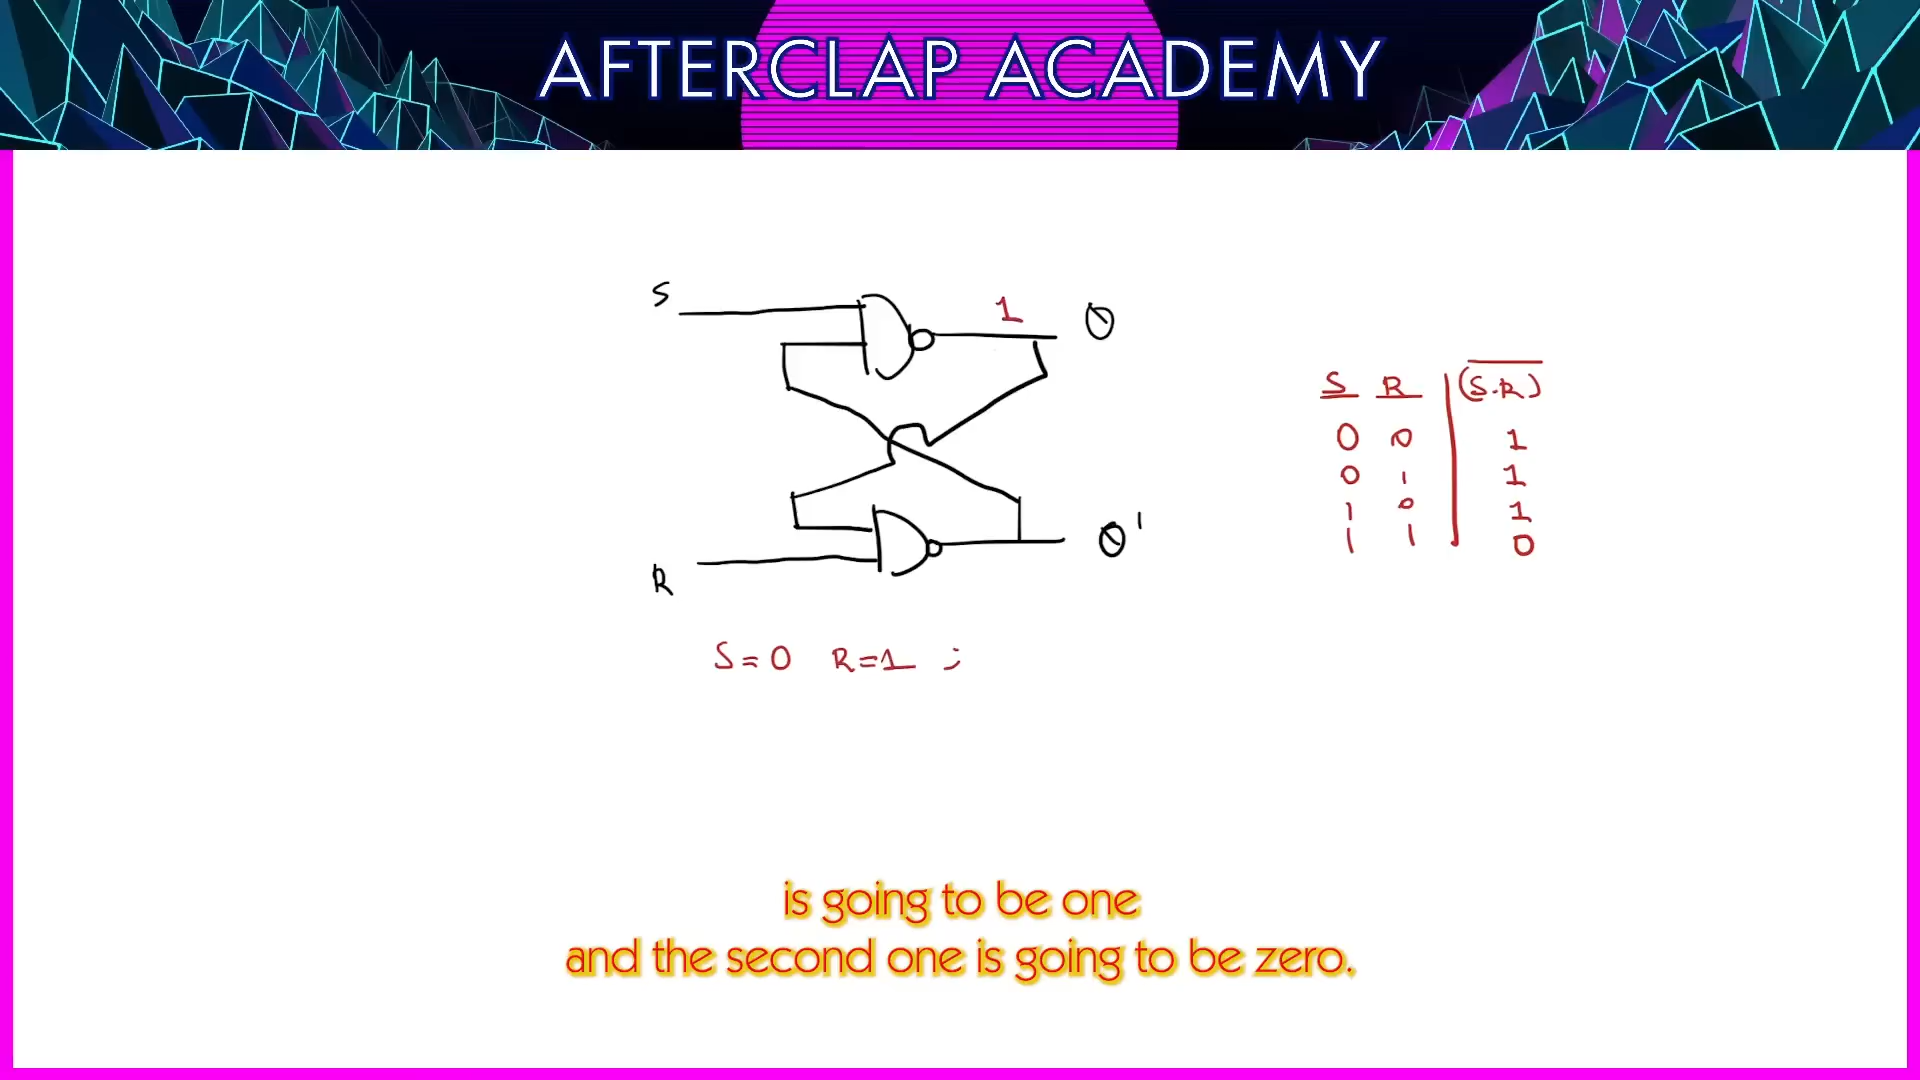 AFTERCLAP ACADEMY
S
1 Q
Q'
R
S=0 R=1 ;
S R (S.R)
0 0 1
0 1 1
1 0 1
1 1 0
is going to be one
and the second one is going to be zero.